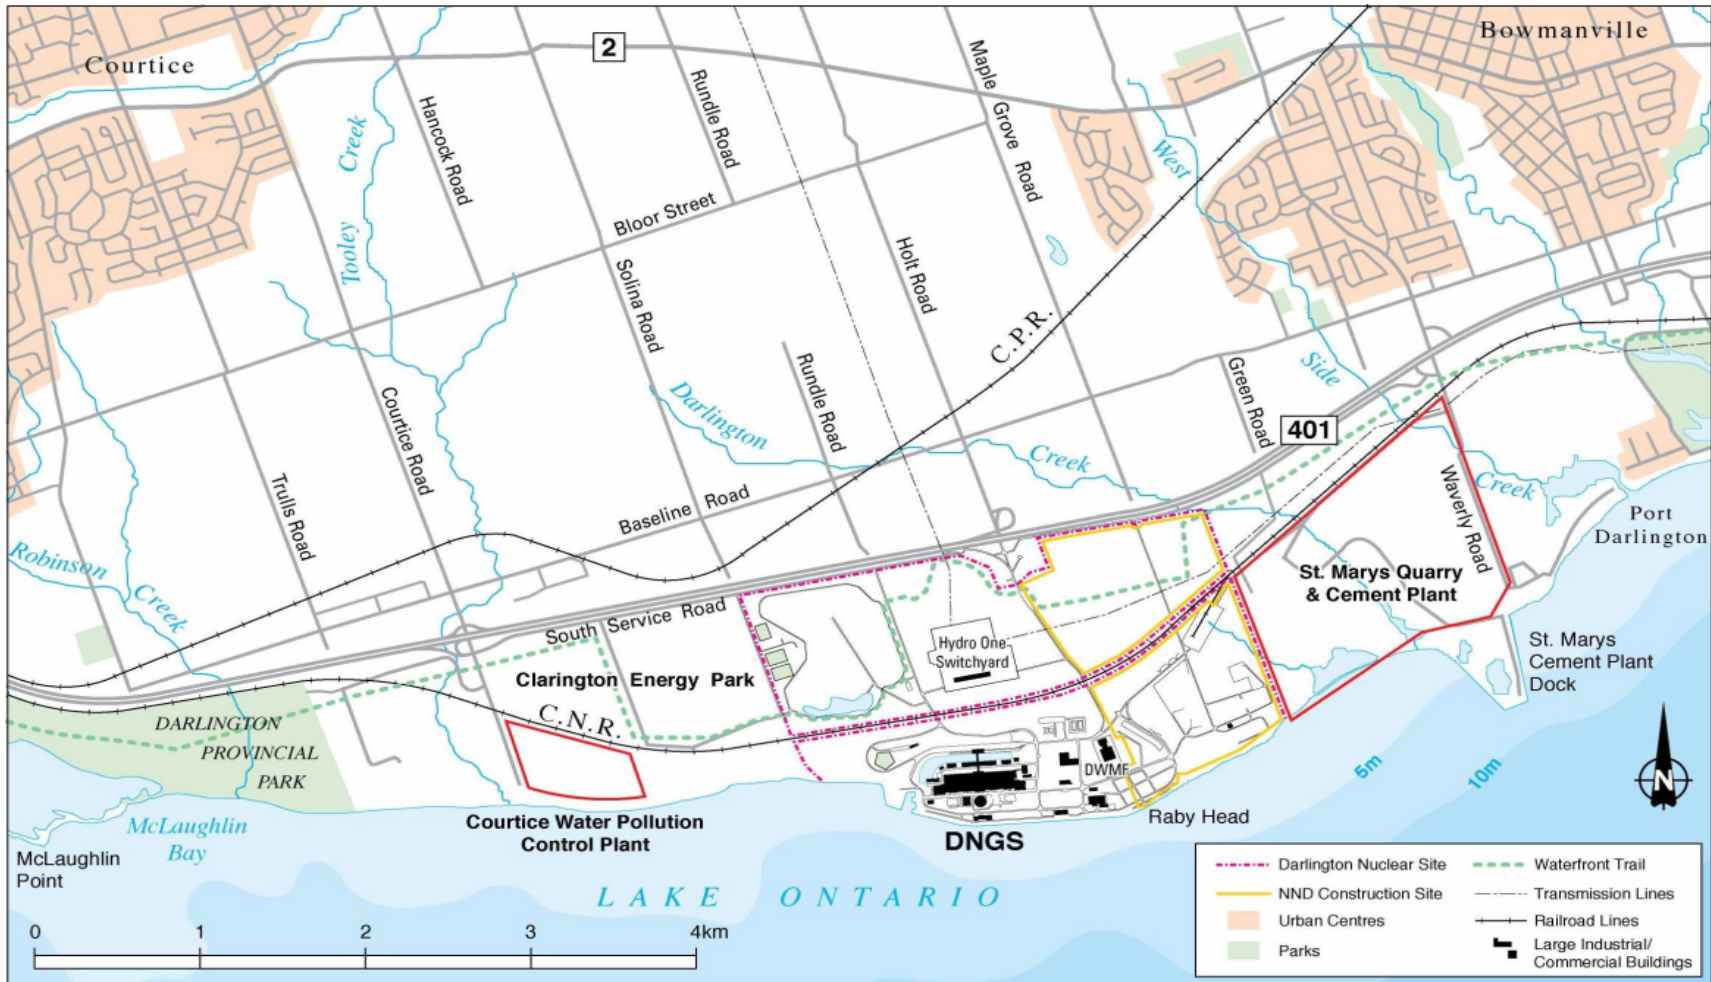 Courtice
2
Bowmanville
Hancock Road
Tooley Creek
Rundle Road
Maple Grove Road
West Side Creek
Bloor Street
Solina Road
Holt Road
C.P.R.
Darlington Creek
Rundle Road
Green Road
401
Courtice Road
Trulls Road
Baseline Road
Waverly Road
Port
Darlington
Robinson Creek
South Service Road
St. Marys Quarry
& Cement Plant
Hydro One
Switchyard
St. Marys
Cement Plant
Dock
Clarington Energy Park
C.N.R.
DARLINGTON
PROVINCIAL
PARK
DWMF
5m
10m
N
Raby Head
McLaughlin
Bay
Courtice Water Pollution
Control Plant
DNGS
McLaughlin
Point
LAKE ONTARIO
0 1 2 3 4km
Darlington Nuclear Site
NND Construction Site
Urban Centres
Parks
Waterfront Trail
Transmission Lines
Railroad Lines
Large Industrial/
Commercial Buildings